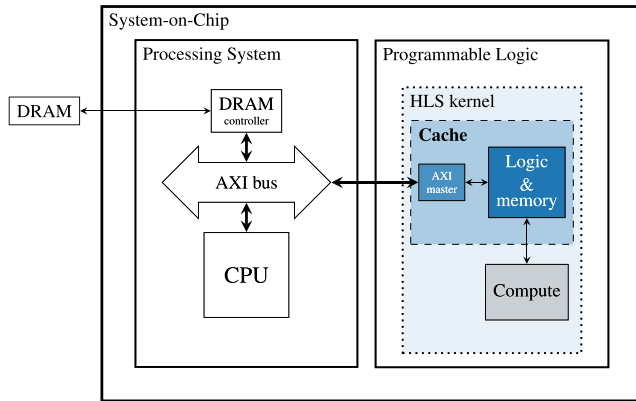 System-on-Chip
Processing System
Programmable Logic
DRAM
DRAM
controller
AXI bus
CPU
HLS kernel
Cache
AXI
master
Logic
&
memory
Compute